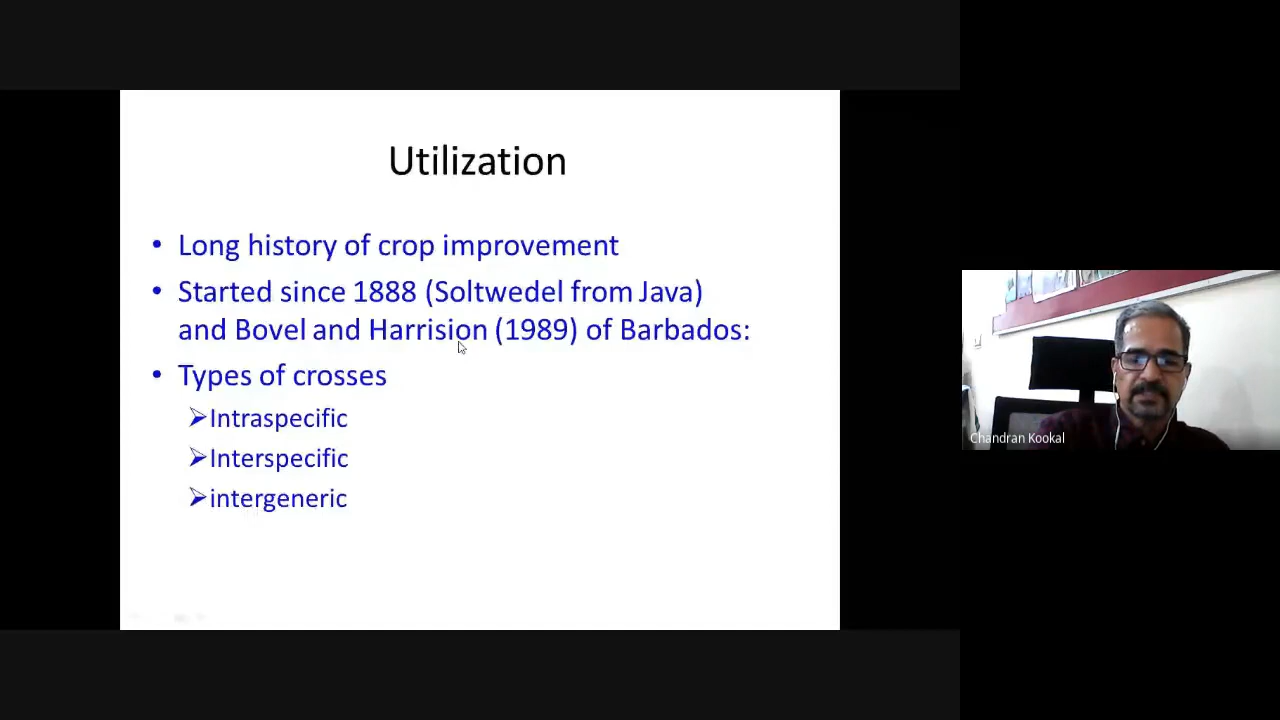 Utilization
• Long history of crop improvement
• Started since 1888 (Soltwedel from Java)
and Bovel and Harrision (1989) of Barbados:
• Types of crosses
➢Intraspecific
➢Interspecific
➢intergeneric
Chandran Kookal